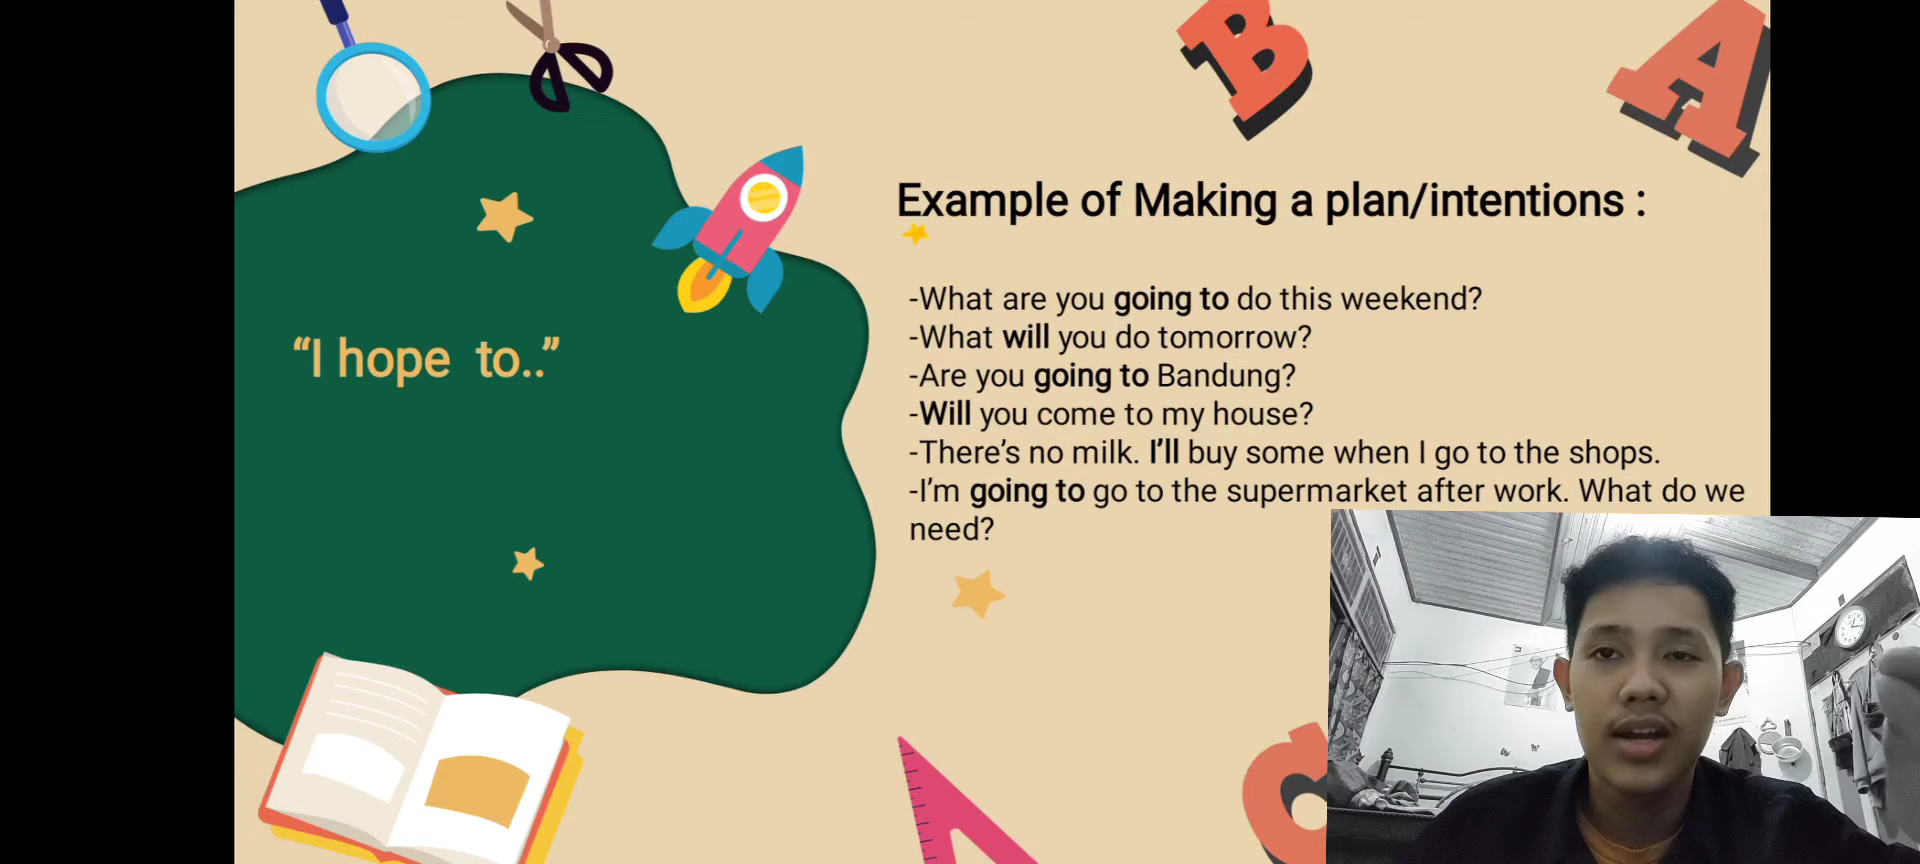 B
A
Example of Making a plan/intentions :
-What are you going to do this weekend?
-What will you do tomorrow?
-Are you going to Bandung?
-Will you come to my house?
-There’s no milk. I’ll buy some when I go to the shops.
-I’m going to go to the supermarket after work. What do we
need?
“I hope  to..”